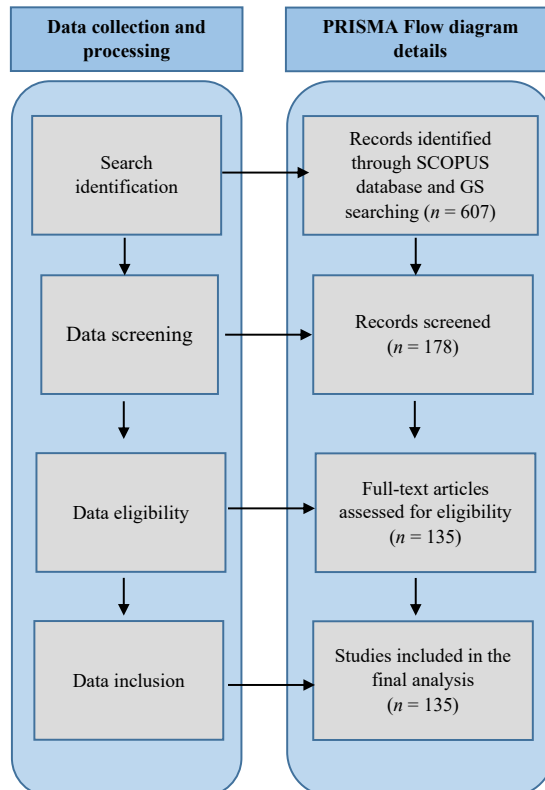 Data collection and
processing
PRISMA Flow diagram
details
Search
identification
Records identified
through SCOPUS
database and GS
searching (n = 607)
Data screening
Records screened
(n = 178)
Data eligibility
Full-text articles
assessed for eligibility
(n = 135)
Data inclusion
Studies included in the
final analysis
(n = 135)